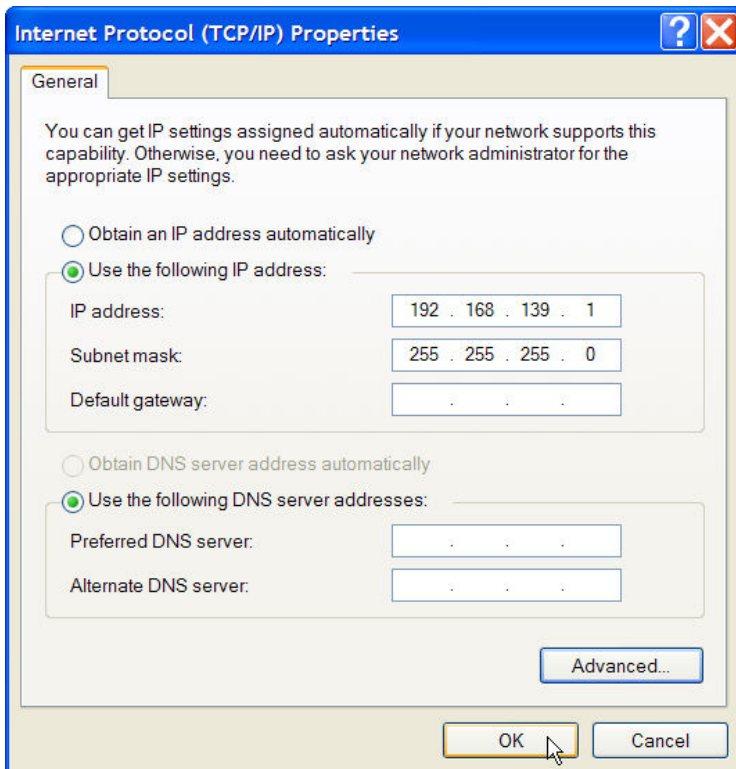 Internet Protocol (TCP/IP) Properties
General
You can get IP settings assigned automatically if your network supports this
capability. Otherwise, you need to ask your network administrator for the
appropriate IP settings.
Obtain an IP address automatically
Use the following IP address:
IP address: 192 . 168 . 139 . 1
Subnet mask: 255 . 255 . 255 . 0
Default gateway: . . .
Obtain DNS server address automatically
Use the following DNS server addresses:
Preferred DNS server: . . .
Alternate DNS server: . . .
Advanced...
OK Cancel